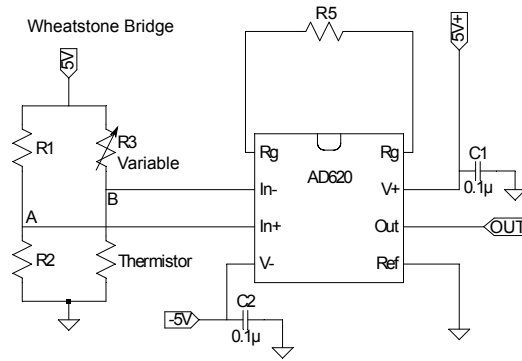 Wheatstone Bridge
5V
R1
R3
Variable
B
A
R2
Thermistor
R5
5V+
Rg
Rg
AD620
In-
In+
V-
V+
Out
Ref
C1
0.1µ
OUT
-5V
C2
0.1µ